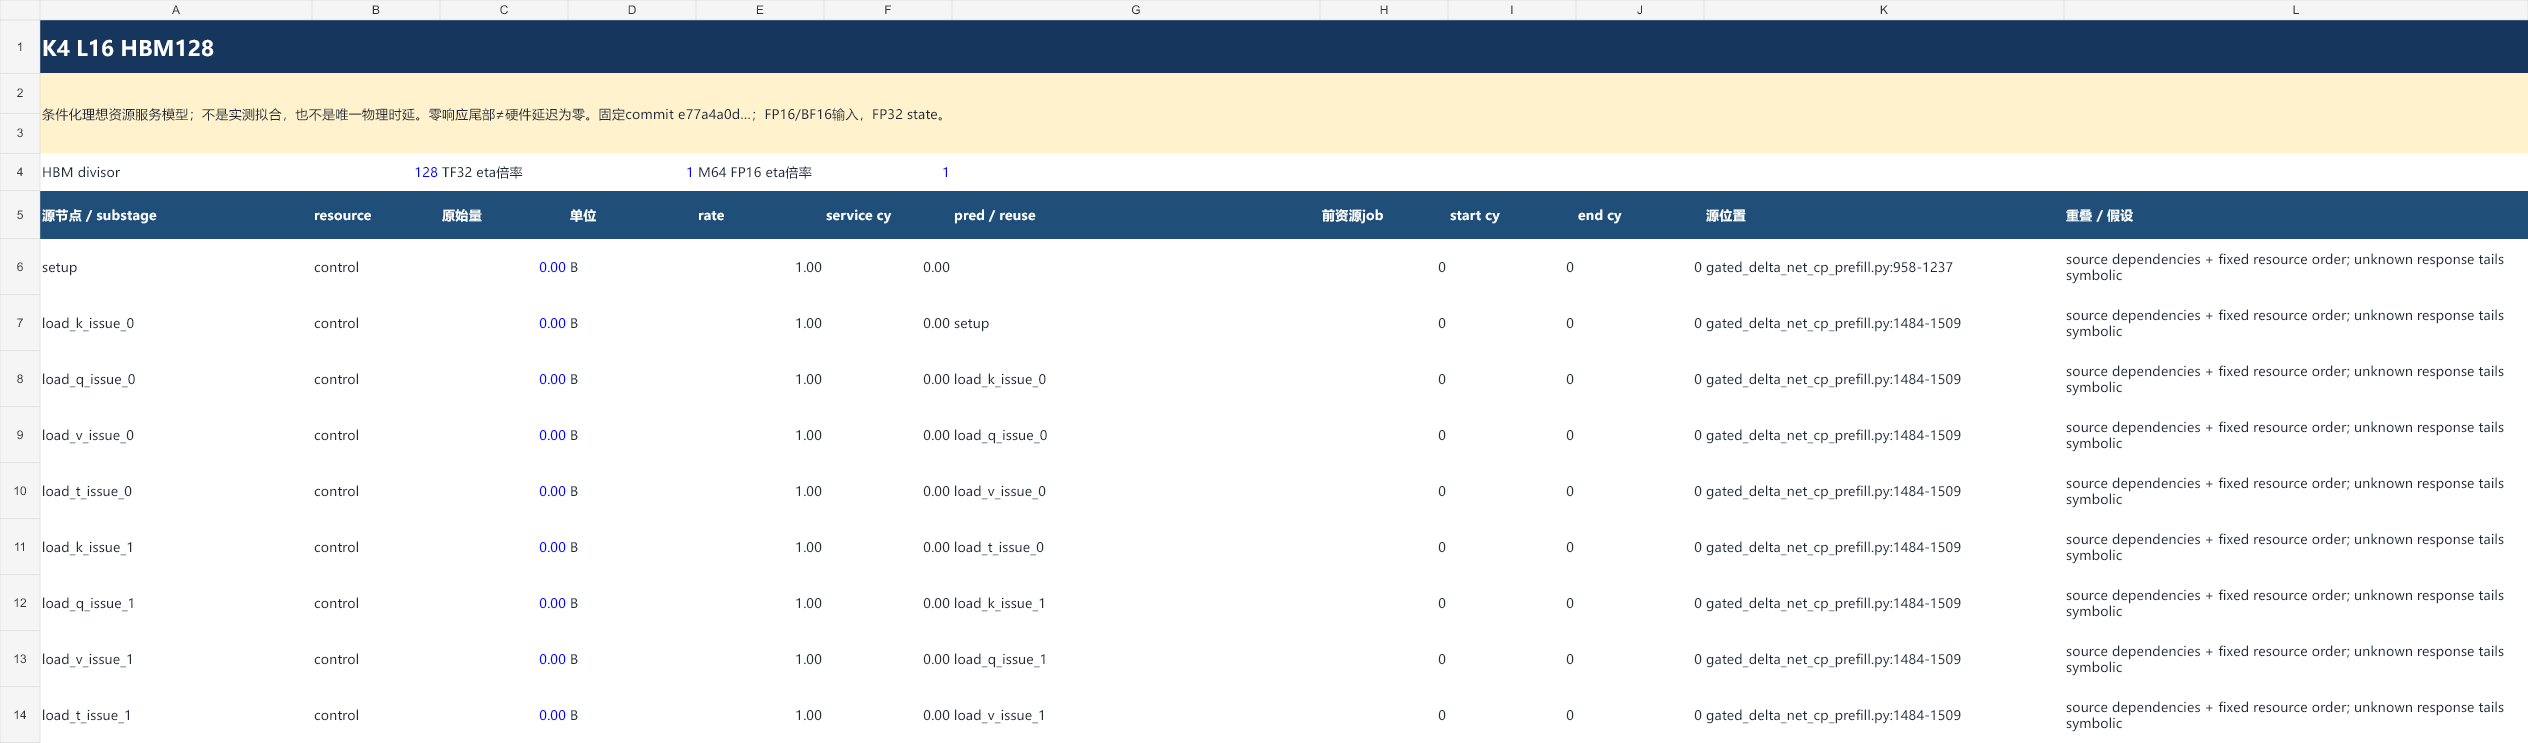 A B C D E F G H I J K L
1 K4 L16 HBM128
2
条件化理想资源服务模型；不是实测拟合，也不是唯一物理时延。零响应尾部≠硬件延迟为零。固定commit e77a4a0d...；FP16/BF16输入，FP32 state。
3
4 HBM divisor 128 TF32 eta倍率 1 M64 FP16 eta倍率 1
5 源节点 / substage resource 原始量 单位 rate service cy pred / reuse 前资源job start cy end cy 源位置 重叠 / 假设
6 setup control 0.00 B 1.00 0.00 0 0 0 gated_delta_net_cp_prefill.py:958-1237 source dependencies + fixed resource order; unknown response tails
symbolic
7 load_k_issue_0 control 0.00 B 1.00 0.00 setup 0 0 0 gated_delta_net_cp_prefill.py:1484-1509 source dependencies + fixed resource order; unknown response tails
symbolic
8 load_q_issue_0 control 0.00 B 1.00 0.00 load_k_issue_0 0 0 0 gated_delta_net_cp_prefill.py:1484-1509 source dependencies + fixed resource order; unknown response tails
symbolic
9 load_v_issue_0 control 0.00 B 1.00 0.00 load_q_issue_0 0 0 0 gated_delta_net_cp_prefill.py:1484-1509 source dependencies + fixed resource order; unknown response tails
symbolic
10 load_t_issue_0 control 0.00 B 1.00 0.00 load_v_issue_0 0 0 0 gated_delta_net_cp_prefill.py:1484-1509 source dependencies + fixed resource order; unknown response tails
symbolic
11 load_k_issue_1 control 0.00 B 1.00 0.00 load_t_issue_0 0 0 0 gated_delta_net_cp_prefill.py:1484-1509 source dependencies + fixed resource order; unknown response tails
symbolic
12 load_q_issue_1 control 0.00 B 1.00 0.00 load_k_issue_1 0 0 0 gated_delta_net_cp_prefill.py:1484-1509 source dependencies + fixed resource order; unknown response tails
symbolic
13 load_v_issue_1 control 0.00 B 1.00 0.00 load_q_issue_1 0 0 0 gated_delta_net_cp_prefill.py:1484-1509 source dependencies + fixed resource order; unknown response tails
symbolic
14 load_t_issue_1 control 0.00 B 1.00 0.00 load_v_issue_1 0 0 0 gated_delta_net_cp_prefill.py:1484-1509 source dependencies + fixed resource order; unknown response tails
symbolic